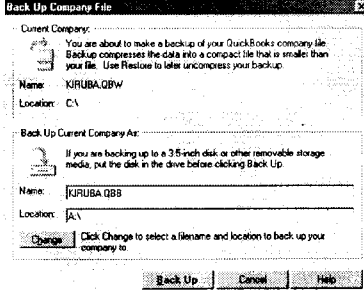 Back Up Company File
Current Company:
You are about to make a backup of your QuickBooks company file.
Backup compresses the data into a compact file that is smaller than
your file. Use Restore to later uncompress your backup.
Name: KIRUBA.QBW
Location: C:\
Back Up Current Company As:
If you are backing up to a 3.5-inch disk or other removable storage
media, put the disk in the drive before clicking Back Up.
Name: KIRUBA.QBB
Location: A:\
Change Click Change to select a filename and location to back up your
company to.
Back Up Cancel Help